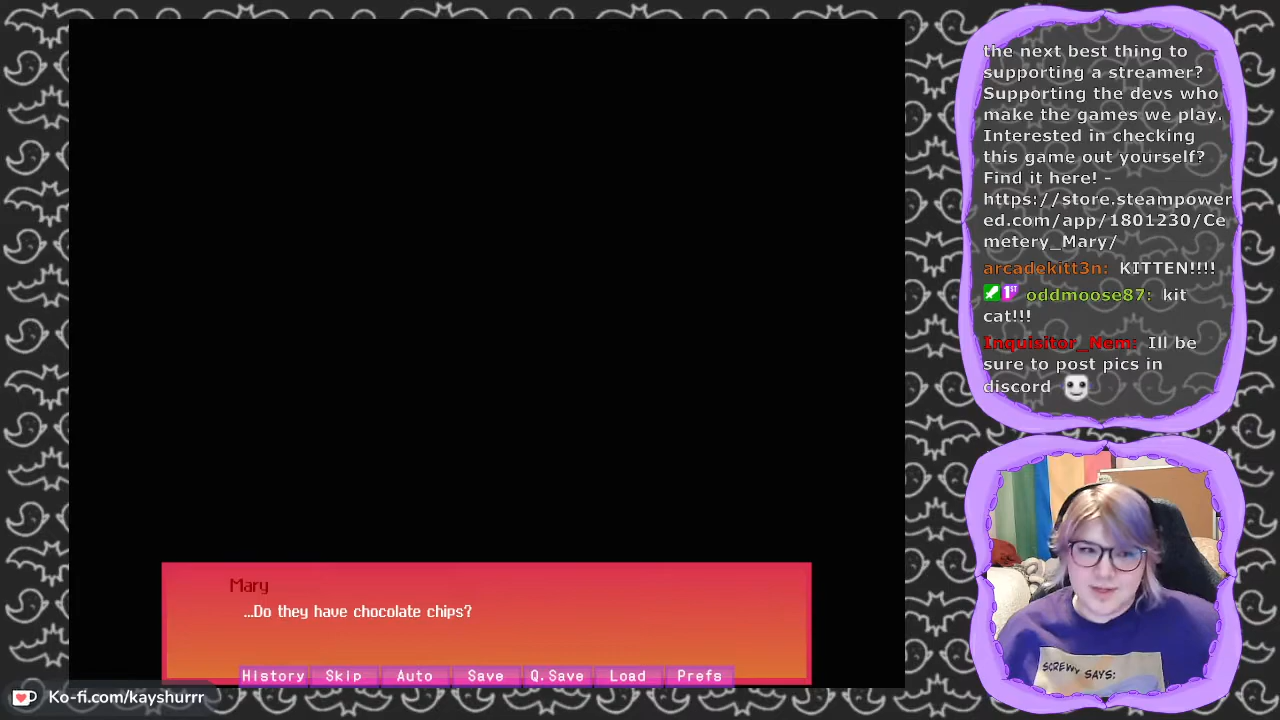 the next best thing to
supporting a streamer?
Supporting the devs who
make the games we play.
Interested in checking
this game out yourself?
Find it here! -
https://store.steampower
ed.com/app/1801230/Ce
metery_Mary/
arcadekitt3n: KITTEN!!!!
1ST oddmoose87: kit
cat!!!
Inquisitor_Nem: Ill be
sure to post pics in
discord
Mary
...Do they have chocolate chips?
History Skip Auto Save Q.Save Load Prefs
SCREWY SAYS:
Ko-fi.com/kayshurrr